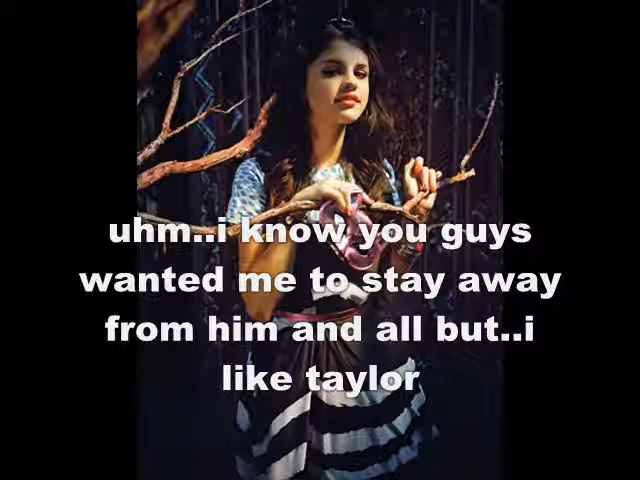 uhm..i know you guys
wanted me to stay away
from him and all but..i
like taylor